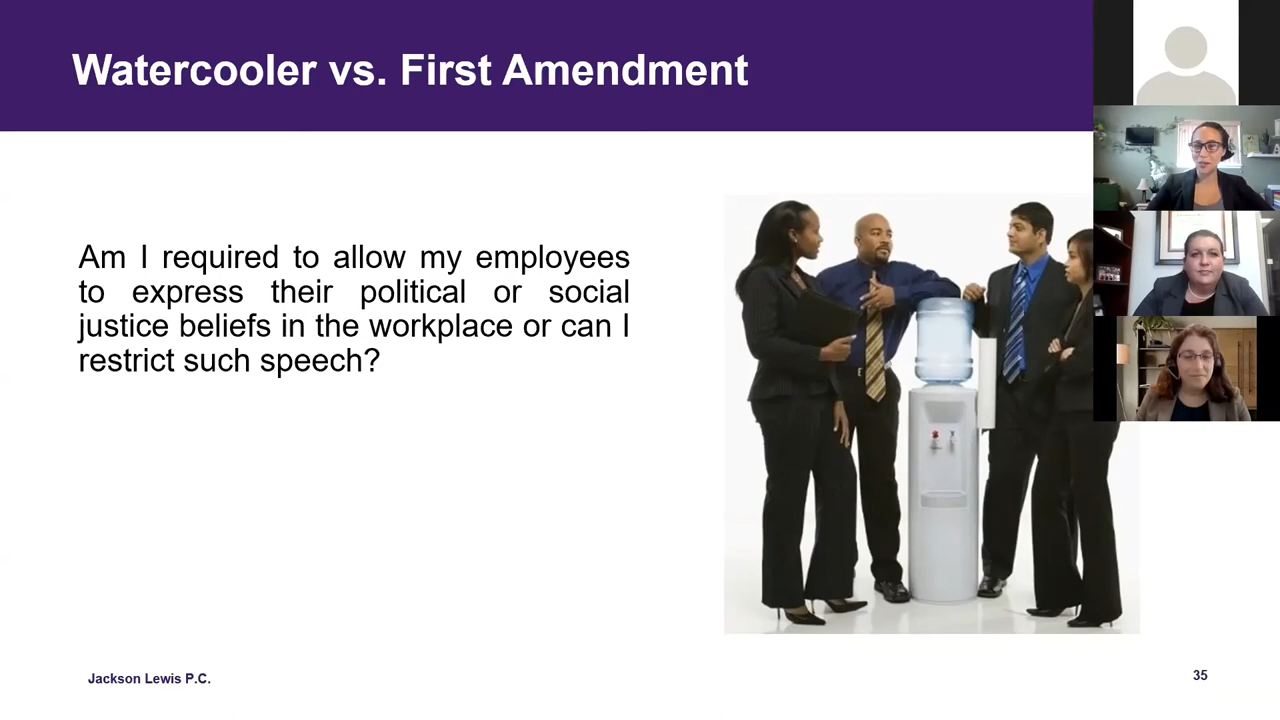 Watercooler vs. First Amendment
Am I required to allow my employees
to express their political or social
justice beliefs in the workplace or can I
restrict such speech?
Jackson Lewis P.C.
35